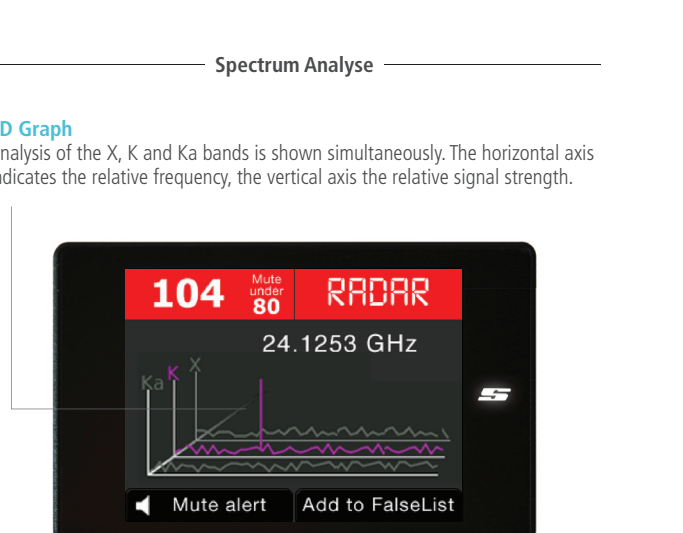 Spectrum Analyse
D Graph
nalysis of the X, K and Ka bands is shown simultaneously. The horizontal axis
ndicates the relative frequency, the vertical axis the relative signal strength.
104 Mute under 80 RADAR
24.1253 GHz
Ka K X
Mute alert Add to FalseList